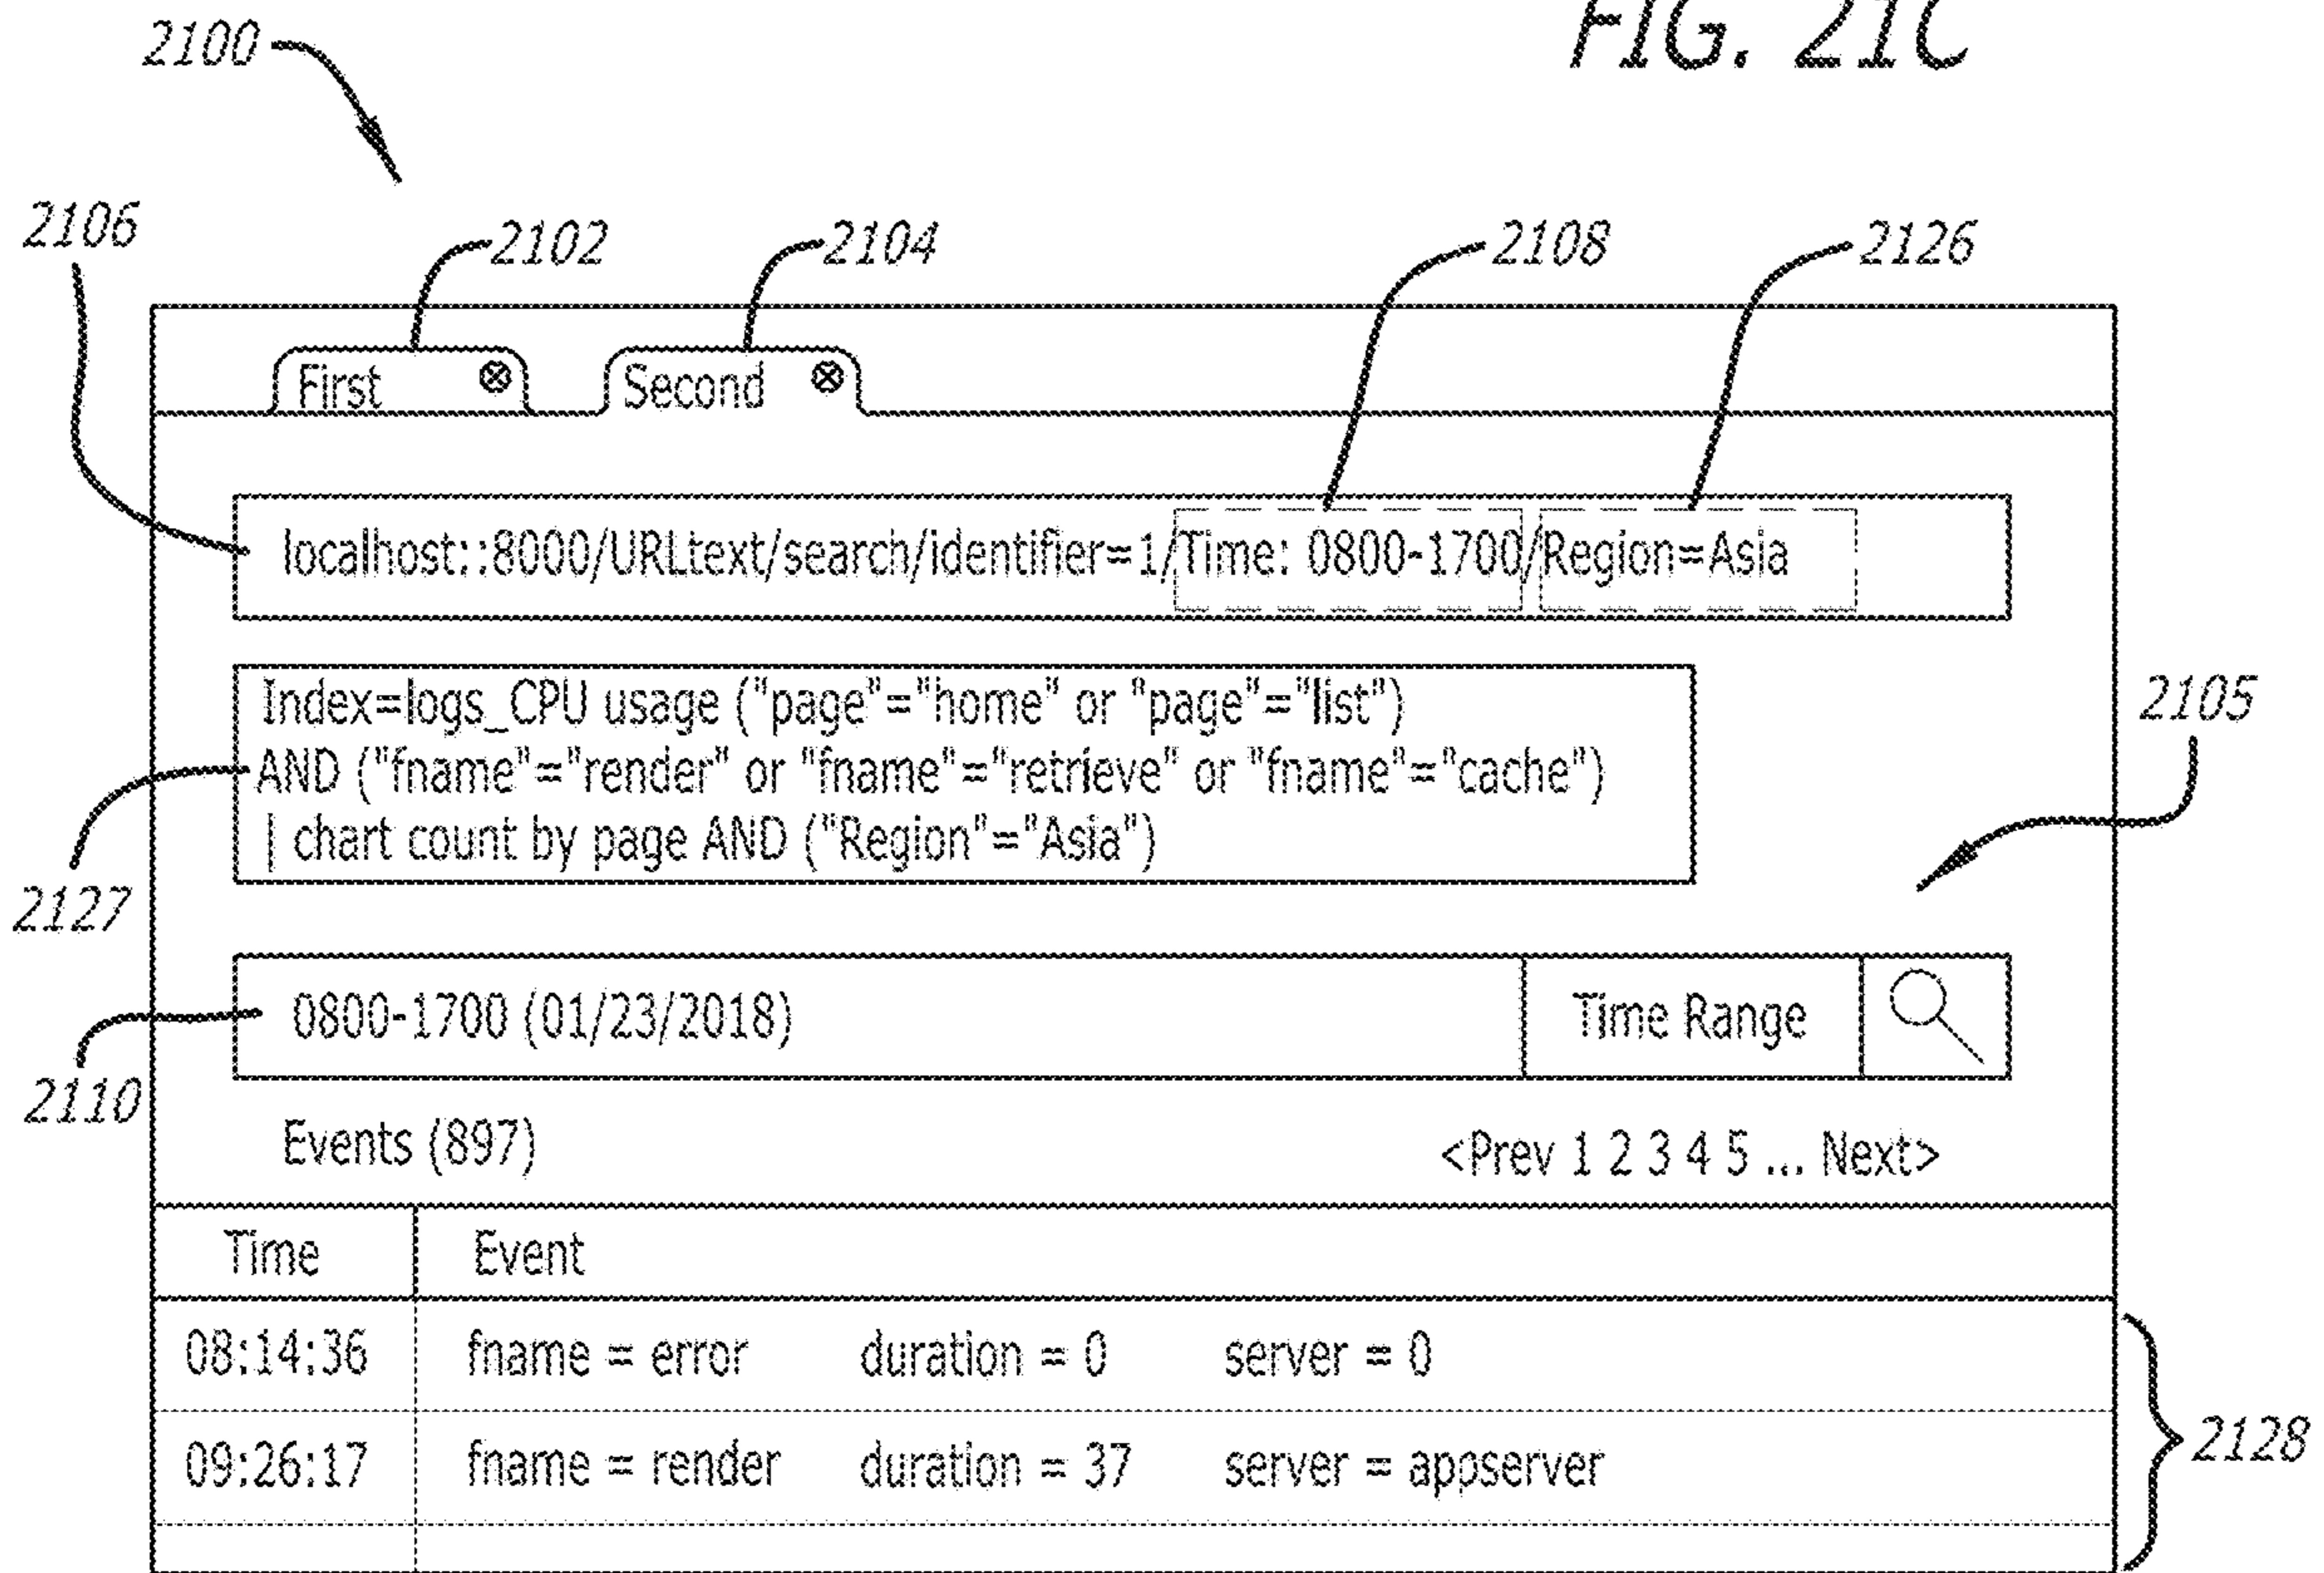 FIG. 21C
2100
2106 2102 2104 2108 2126
First Second
localhost::8000/URLtext/search/identifier=1/Time: 0800-1700/Region=Asia
Index=logs_CPU usage ("page"="home" or "page"="list")
AND ("fname"="render" or "fname"="retrieve" or "fname"="cache")
| chart count by page AND ("Region"="Asia")
2105
2127
0800-1700 (01/23/2018) Time Range
2110
Events (897) <Prev 1 2 3 4 5 ... Next>
Time Event
08:14:36 fname = error duration = 0 server = 0
09:26:17 fname = render duration = 37 server = appserver
2128